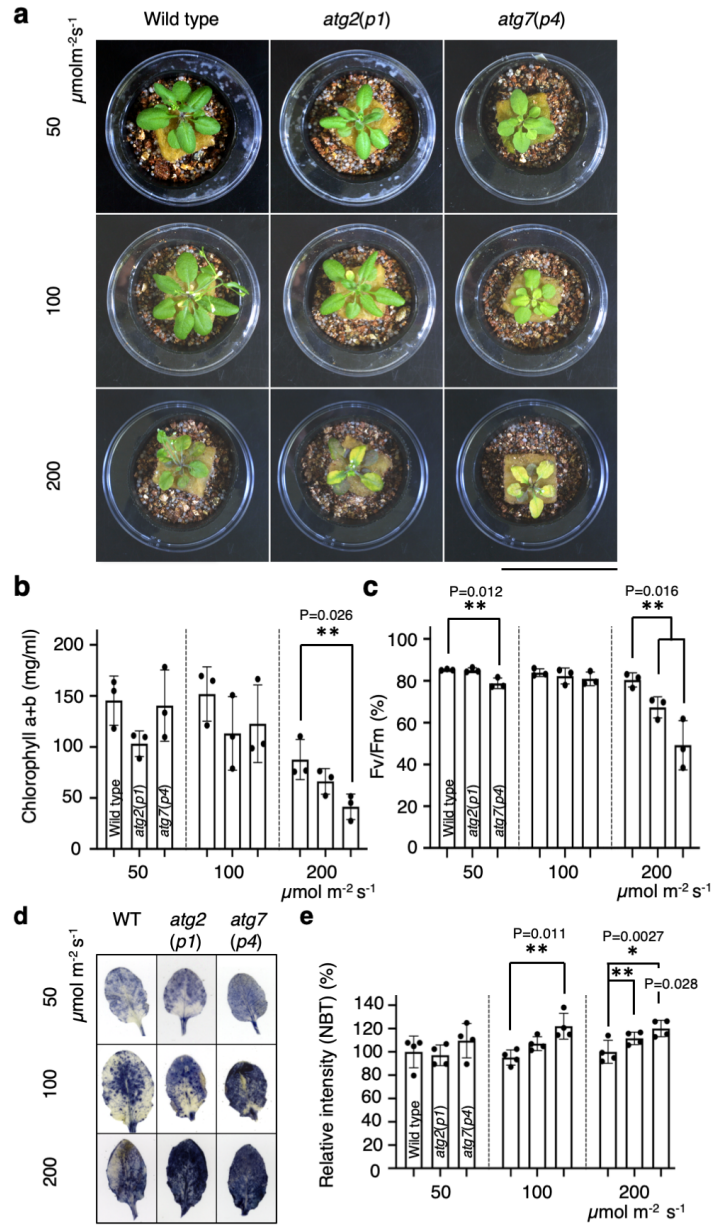 a
Wild type
atg2(p1)
atg7(p4)
μmolm⁻²s⁻¹
50
100
200
b
Chlorophyll a+b (mg/ml)
P=0.026
**
200
150
100
50
0
Wild type
atg2(p1)
atg7(p4)
50
100
200
μmol m⁻² s⁻¹
c
Fv/Fm (%)
P=0.012
**
P=0.016
**
100
80
60
40
20
0
Wild type
atg2(p1)
atg7(p4)
50
100
200
μmol m⁻² s⁻¹
d
WT
atg2
(p1)
atg7
(p4)
μmol m⁻² s⁻¹
50
100
200
e
Relative intensity (NBT) (%)
P=0.011
**
P=0.0027
*
**
P=0.028
140
120
100
80
60
40
20
0
Wild type
atg2(p1)
atg7(p4)
50
100
200
μmol m⁻² s⁻¹